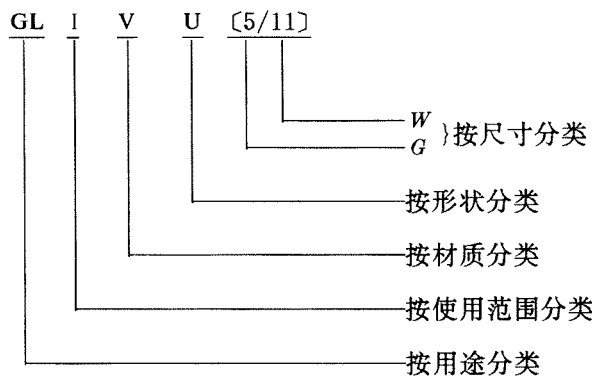 GL I V U 〔5/11〕
W
G }按尺寸分类
按形状分类
按材质分类
按使用范围分类
按用途分类